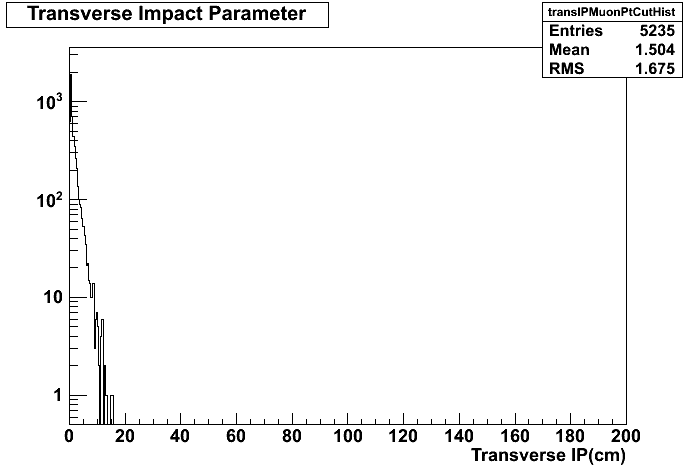 Transverse Impact Parameter
transIPMuonPtCutHist
Entries 5235
Mean 1.504
RMS 1.675
10³
10²
10
1
0 20 40 60 80 100 120 140 160 180 200
Transverse IP(cm)